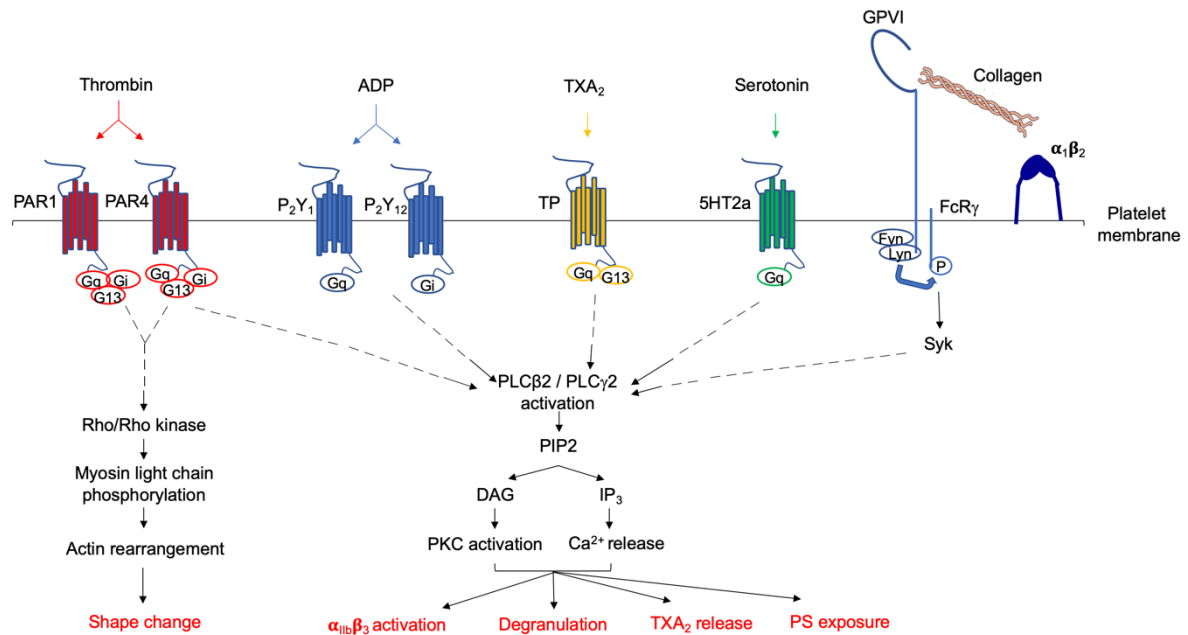 GPVI
Thrombin
ADP
TXA₂
Serotonin
Collagen
α₁β₂
PAR1
PAR4
P₂Y₁
P₂Y₁₂
TP
5HT2a
FcRγ
Platelet
membrane
Fyn
Lyn
P
Gq
Gi
G13
Gq
Gi
G13
Gq
Gi
Gq
G13
Gq
Syk
PLCβ2 / PLCγ2
activation
Rho/Rho kinase
PIP2
Myosin light chain
phosphorylation
DAG
IP₃
Actin rearrangement
PKC activation
Ca²⁺ release
Shape change
αIIbβ₃ activation
Degranulation
TXA₂ release
PS exposure